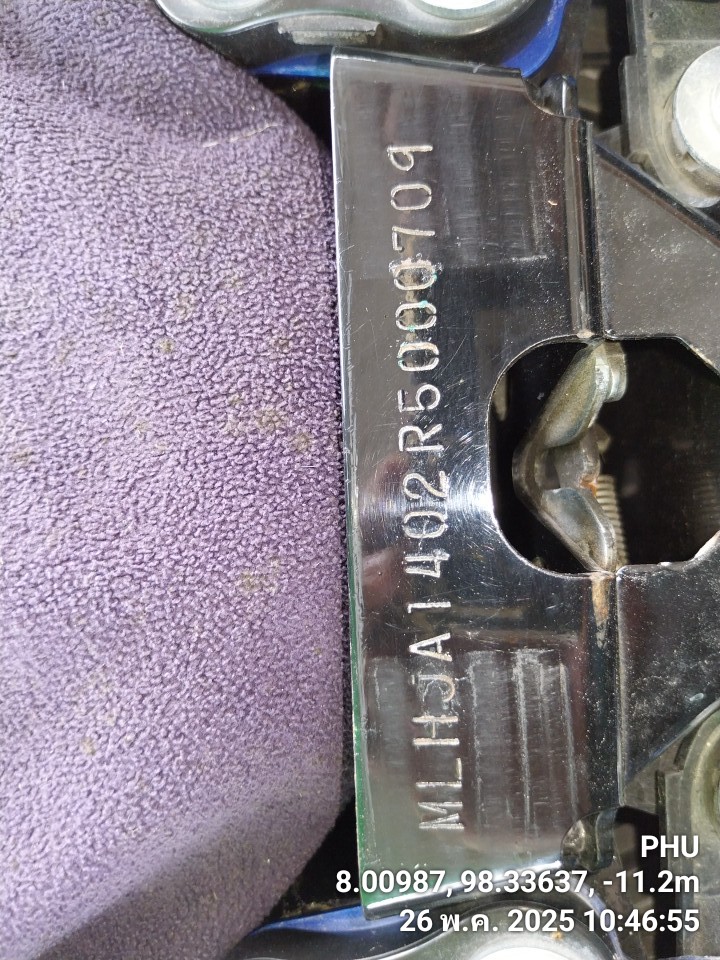 MLHJA1402R5000709
PHU
8.00987, 98.33637, -11.2m
26 พ.ค. 2025 10:46:55